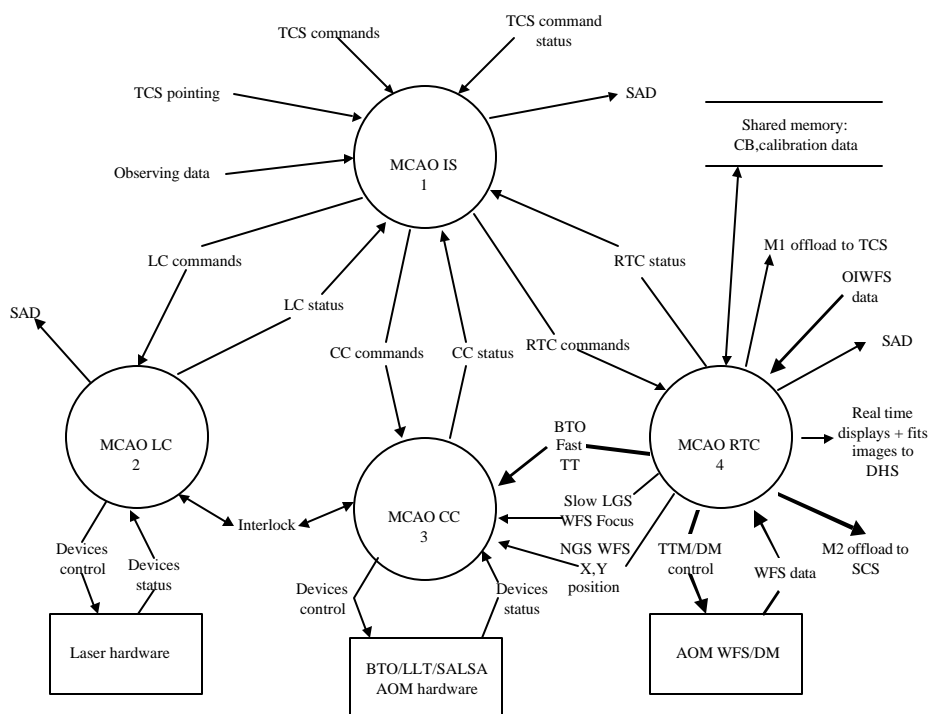 TCS commands
TCS command
status
TCS pointing
SAD
Shared memory:
CB,calibration data
MCAO IS
1
Observing data
M1 offload to TCS
LC commands
RTC status
OIWFS
data
LC status
SAD
SAD
CC commands
CC status
RTC commands
MCAO LC
2
BTO
Fast
TT
MCAO RTC
4
Real time
displays + fits
images to
DHS
Slow LGS
WFS Focus
MCAO CC
3
Interlock
Devices
control
Devices
status
NGS WFS
X,Y
position
TTM/DM
control
WFS data
M2 offload to
SCS
Devices
control
Devices
status
Laser hardware
BTO/LLT/SALSA
AOM hardware
AOM WFS/DM